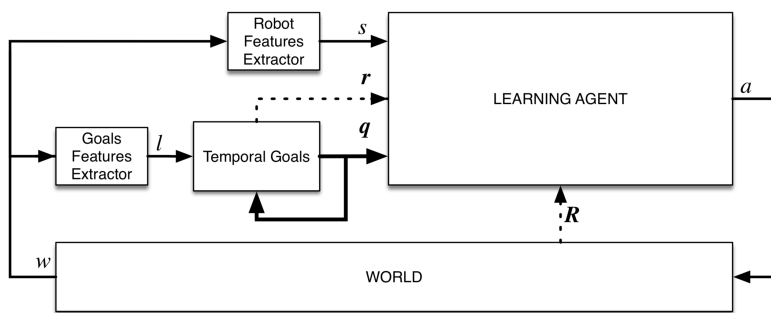 Robot
Features
Extractor
s
r
LEARNING AGENT
a
q
Goals
Features
Extractor
l
Temporal Goals
R
w
WORLD